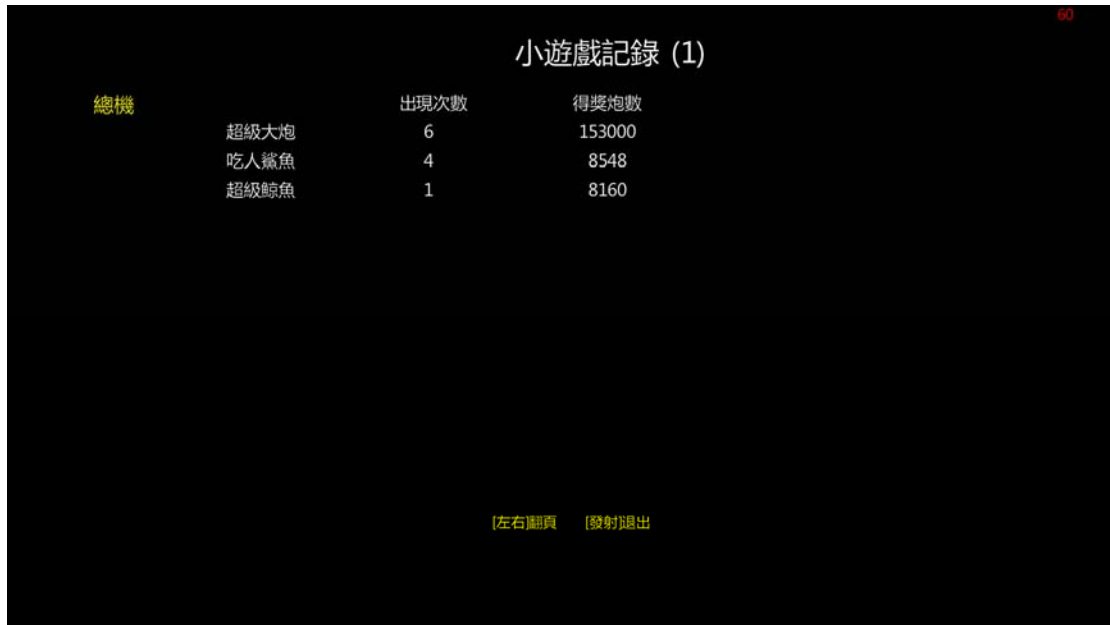 60
小遊戲記錄 (1)
總機 出現次數 得獎炮數
超級大炮 6 153000
吃人鯊魚 4 8548
超級鯨魚 1 8160
[左右]翻頁 [發射]退出